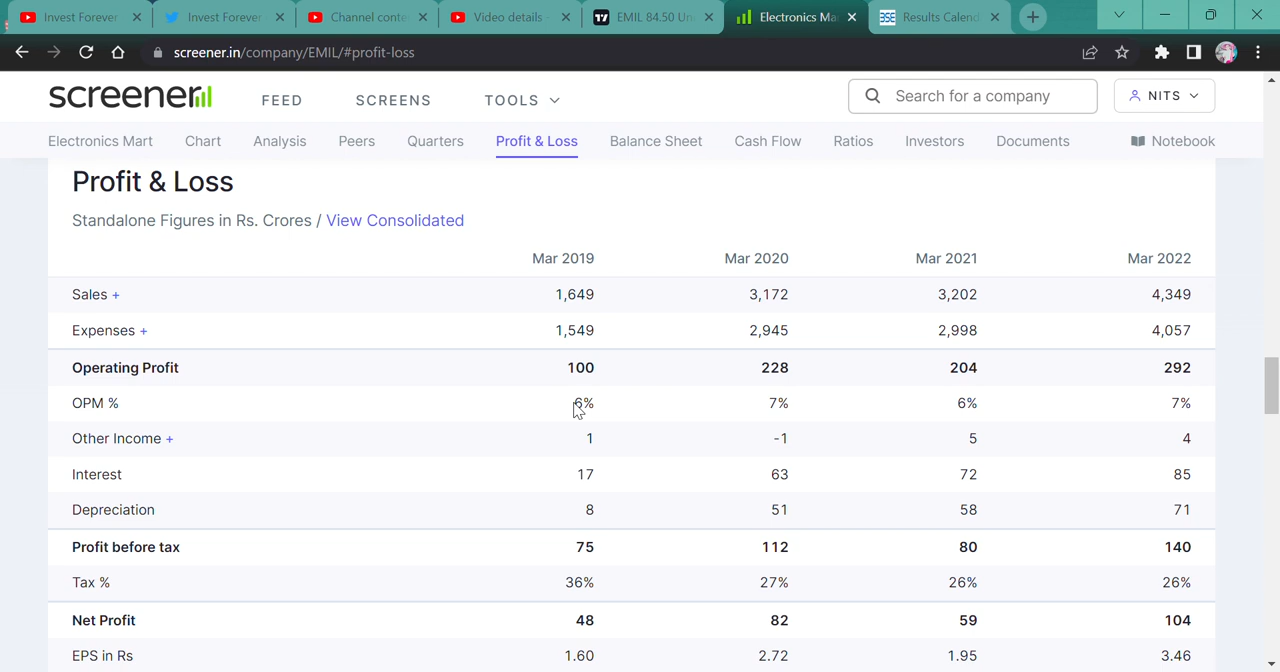 Invest Forever
Invest Forever
Channel conte
Video details -
EMIL 84.50 Un
Electronics Ma
BSE Results Calend
screener.in/company/EMIL/#profit-loss
screener
FEED
SCREENS
TOOLS
Search for a company
NITS
Electronics Mart
Chart
Analysis
Peers
Quarters
Profit & Loss
Balance Sheet
Cash Flow
Ratios
Investors
Documents
Notebook
Profit & Loss
Standalone Figures in Rs. Crores / View Consolidated
Mar 2019 Mar 2020 Mar 2021 Mar 2022
Sales + 1,649 3,172 3,202 4,349
Expenses + 1,549 2,945 2,998 4,057
Operating Profit 100 228 204 292
OPM % 6% 7% 6% 7%
Other Income + 1 -1 5 4
Interest 17 63 72 85
Depreciation 8 51 58 71
Profit before tax 75 112 80 140
Tax % 36% 27% 26% 26%
Net Profit 48 82 59 104
EPS in Rs 1.60 2.72 1.95 3.46